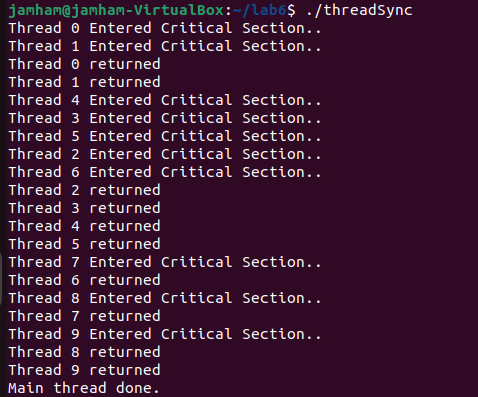 jamham@jamham-VirtualBox:~/lab6$ ./threadSync
Thread 0 Entered Critical Section..
Thread 1 Entered Critical Section..
Thread 0 returned
Thread 1 returned
Thread 4 Entered Critical Section..
Thread 3 Entered Critical Section..
Thread 5 Entered Critical Section..
Thread 2 Entered Critical Section..
Thread 6 Entered Critical Section..
Thread 2 returned
Thread 3 returned
Thread 4 returned
Thread 5 returned
Thread 7 Entered Critical Section..
Thread 6 returned
Thread 8 Entered Critical Section..
Thread 7 returned
Thread 9 Entered Critical Section..
Thread 8 returned
Thread 9 returned
Main thread done.